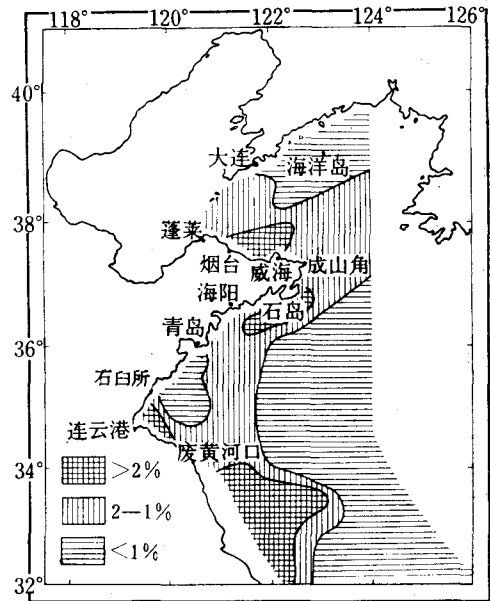 118° 120° 122° 124° 126°
40°
大连 海洋岛
38°
蓬莱
烟台 威海 成山角
海阳 石岛
青岛
36°
石臼所
连云港
废黄河口
34°
>2%
2—1%
<1%
32°